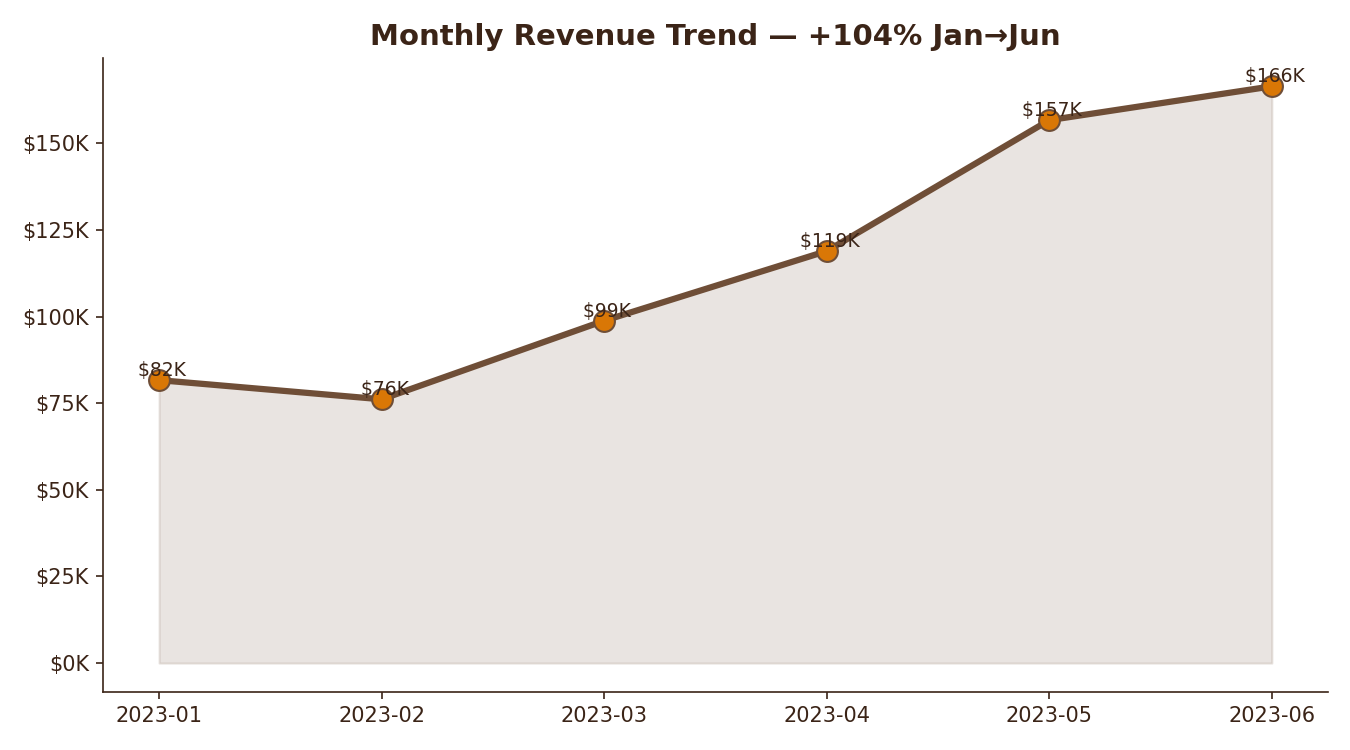 Monthly Revenue Trend — +104% Jan→Jun
$150K
$125K
$100K
$75K
$50K
$25K
$0K
$82K
$76K
$99K
$119K
$157K
$166K
2023-01
2023-02
2023-03
2023-04
2023-05
2023-06